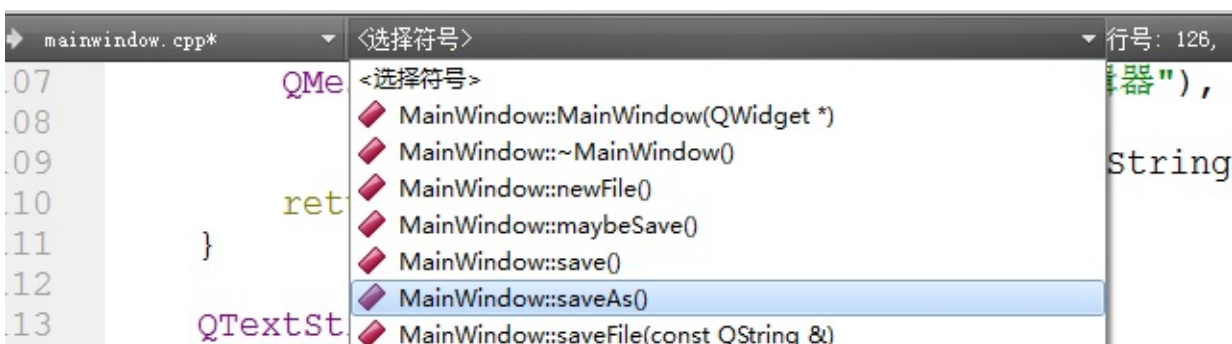 mainwindow.cpp* <选择符号> 行号: 126,
<选择符号>
MainWindow::MainWindow(QWidget *)
MainWindow::~MainWindow()
MainWindow::newFile()
MainWindow::maybeSave()
MainWindow::save()
MainWindow::saveAs()
MainWindow::saveFile(const QString &)
07 QMe 器"),
08
09 String
10 ret
11 }
12
13 QTextSt